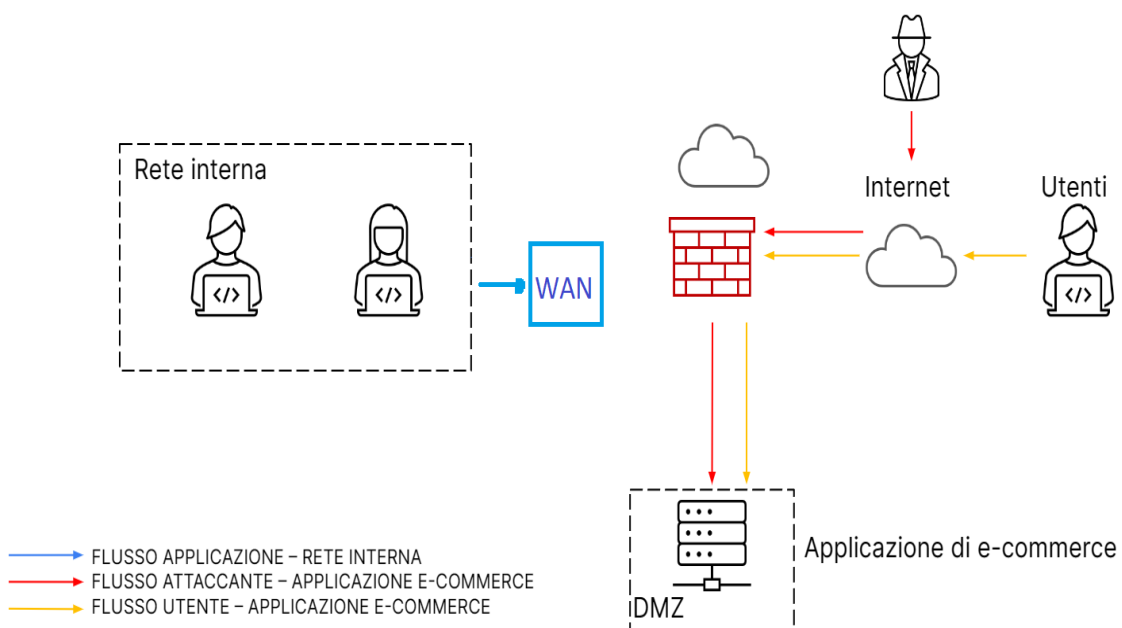 Rete interna
Internet
Utenti
</>
</>
WAN
</>
Applicazione di e-commerce
DMZ
FLUSSO APPLICAZIONE – RETE INTERNA
FLUSSO ATTACCANTE – APPLICAZIONE E-COMMERCE
FLUSSO UTENTE – APPLICAZIONE E-COMMERCE